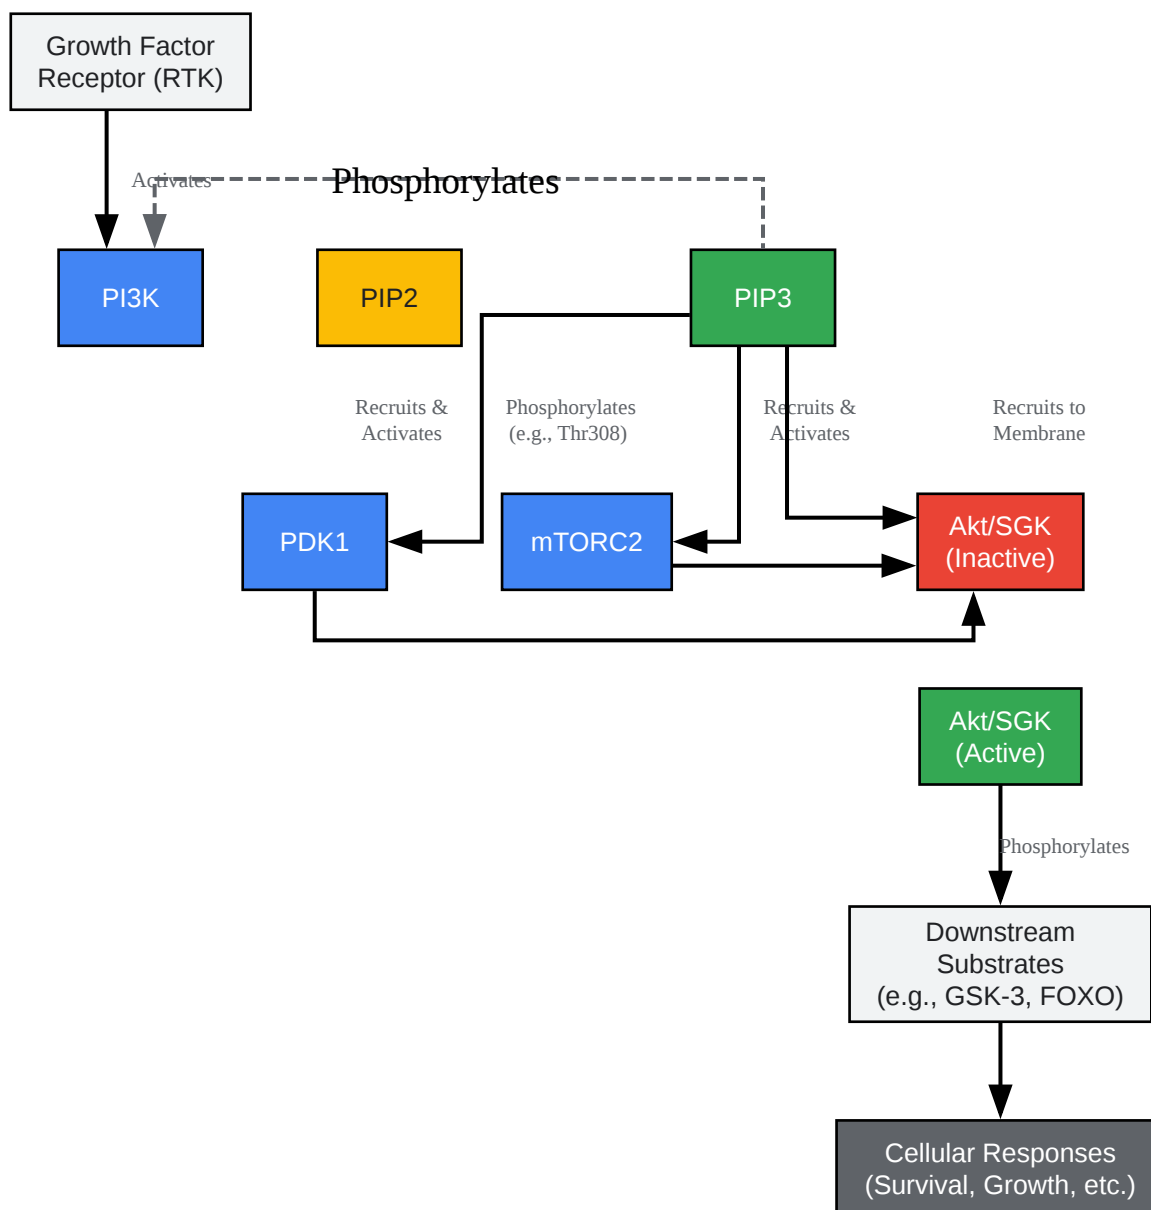 Growth Factor
Receptor (RTK)
Activates
Phosphorylates
PI3K
PIP2
PIP3
Recruits &
Activates
Phosphorylates
(e.g., Thr308)
Recruits &
Activates
Recruits to
Membrane
PDK1
mTORC2
Akt/SGK
(Inactive)
Akt/SGK
(Active)
Phosphorylates
Downstream
Substrates
(e.g., GSK-3, FOXO)
Cellular Responses
(Survival, Growth, etc.)